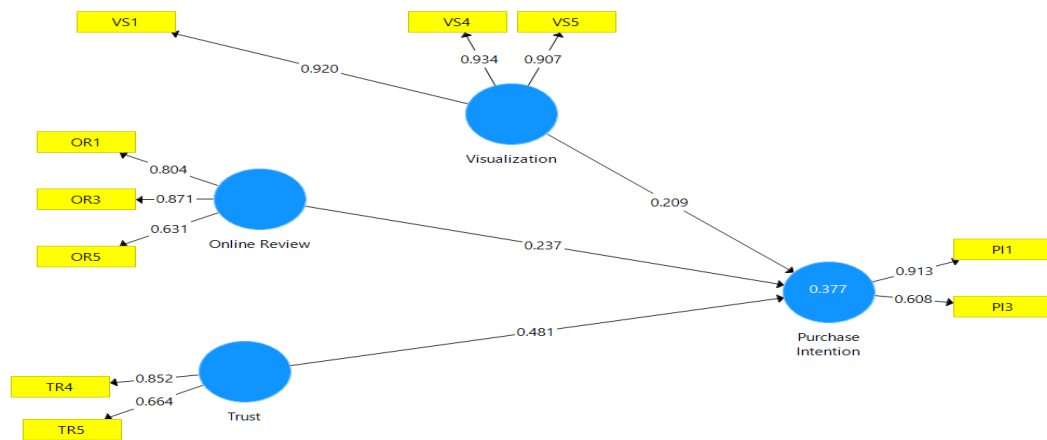 VS1
VS4
VS5
0.920
0.934
0.907
Visualization
OR1
OR3
OR5
0.804
0.871
0.631
Online Review
0.209
0.237
0.481
0.377
Purchase
Intention
PI1
PI3
0.913
0.608
TR4
TR5
0.852
0.664
Trust